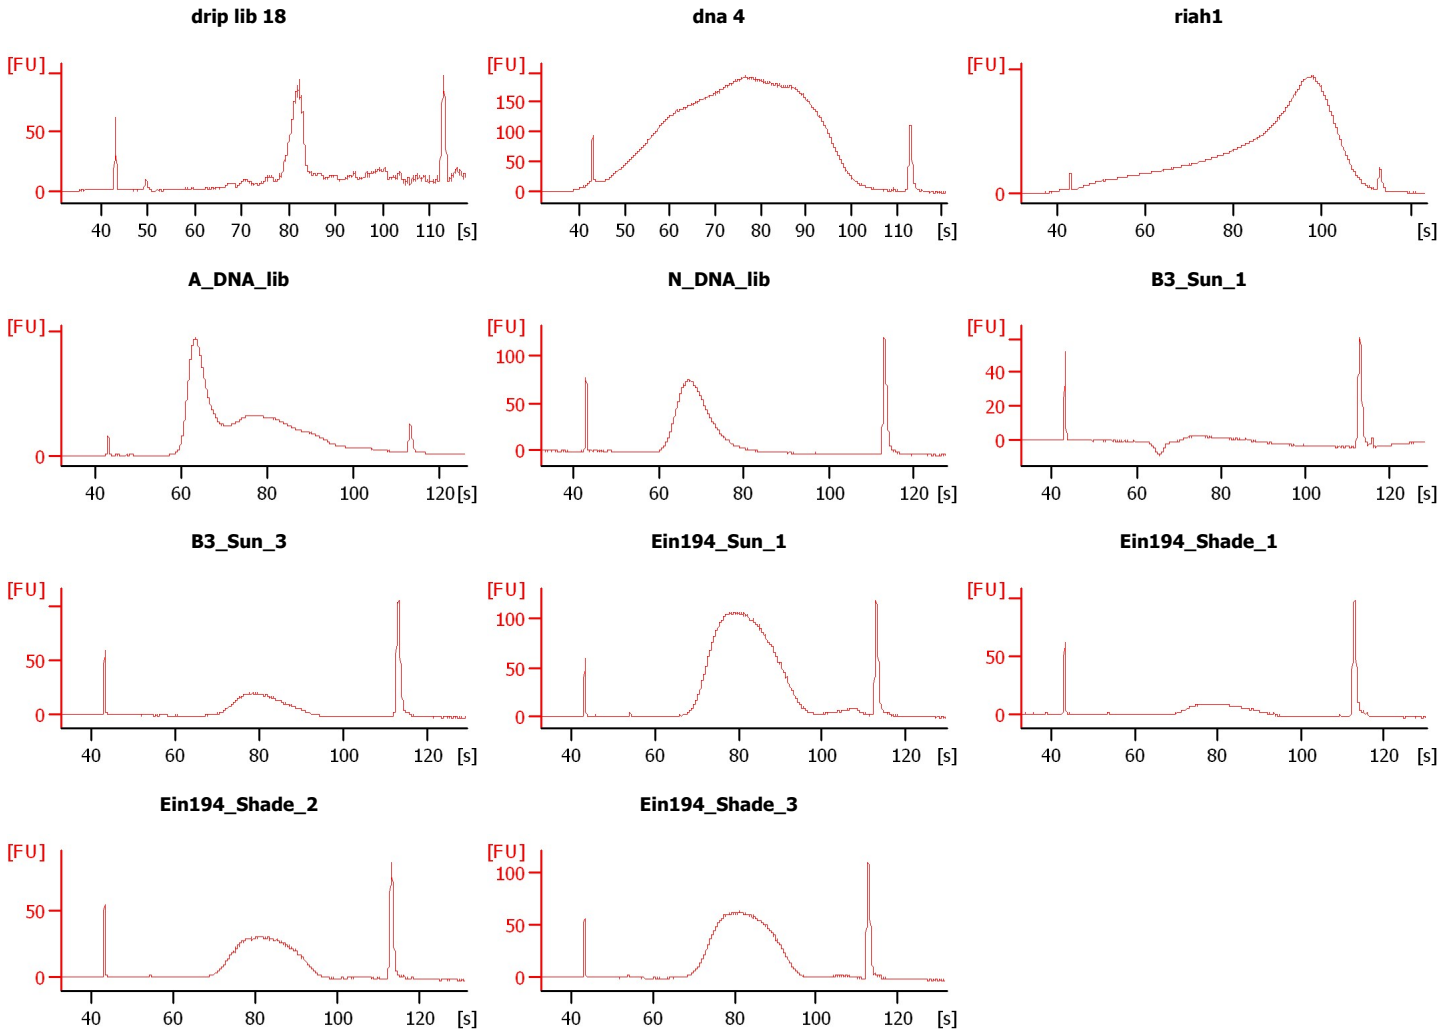 drip lib 18
[FU]
50
0
40 50 60 70 80 90 100 110 [s]
dna 4
[FU]
150
100
50
0
40 50 60 70 80 90 100 110 [s]
riah1
[FU]
0
40 60 80 100 [s]
A_DNA_lib
[FU]
0
40 60 80 100 120 [s]
N_DNA_lib
[FU]
100
50
0
40 60 80 100 120 [s]
B3_Sun_1
[FU]
40
20
0
40 60 80 100 120 [s]
B3_Sun_3
[FU]
50
0
40 60 80 100 120 [s]
Ein194_Sun_1
[FU]
100
50
0
40 60 80 100 120 [s]
Ein194_Shade_1
[FU]
50
0
40 60 80 100 120 [s]
Ein194_Shade_2
[FU]
50
0
40 60 80 100 120 [s]
Ein194_Shade_3
[FU]
100
50
0
40 60 80 100 120 [s]